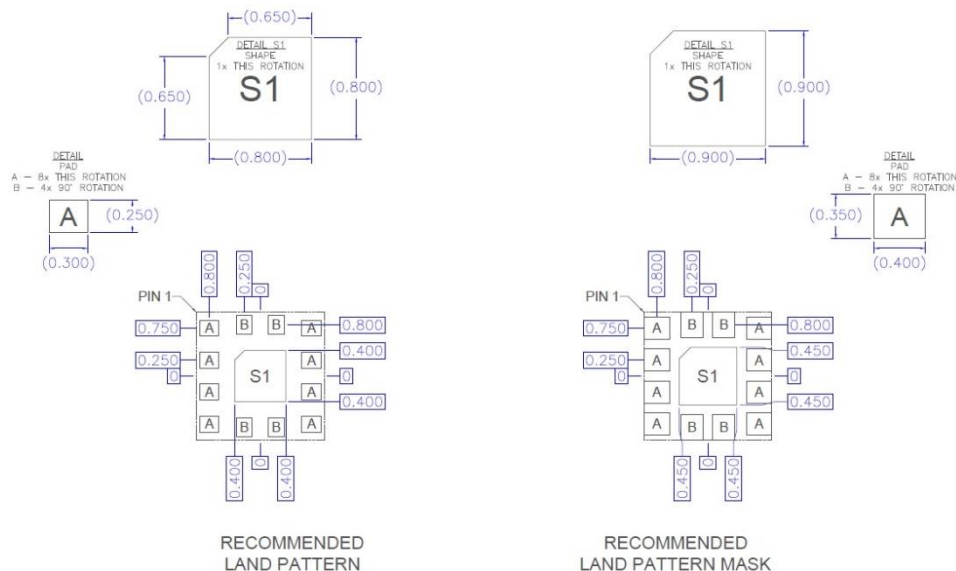 (0.650)
DETAIL S1
SHAPE
1x THIS ROTATION
S1
(0.650)
(0.800)
(0.800)
DETAIL S1
SHAPE
1x THIS ROTATION
S1
(0.900)
(0.900)
DETAIL
PAD
A – 8x THIS ROTATION
B – 4x 90° ROTATION
A
(0.250)
(0.300)
DETAIL
PAD
A – 8x THIS ROTATION
B – 4x 90° ROTATION
(0.350)
A
(0.400)
0.800
0.250
0
PIN 1
0.750
A
B
B
A
0.800
0.250
A
A
0.400
0
S1
0
A
A
0.400
A
B
B
A
0.400
0
0.400
0.800
0.250
0
PIN 1
0.750
A
B
B
A
0.800
0.250
A
A
0.450
0
S1
0
A
A
0.450
A
B
B
A
0.450
0
0.450
RECOMMENDED
LAND PATTERN
RECOMMENDED
LAND PATTERN MASK